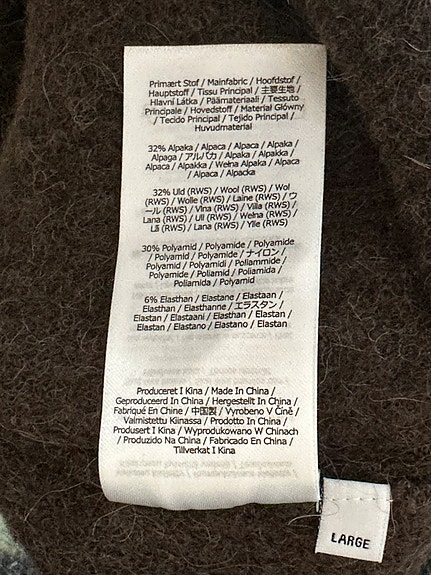 Primært Stof / Mainfabric / Hoofdstof /
Hauptstoff / Tissu Principal / 主要生地 /
Hlavní Látka / Päämateriaali / Tessuto
Principale / Hovedstoff / Materiał Główny
/ Tecido Principal / Tejido Principal /
Huvudmaterial
32% Alpaka / Alpaca / Alpaca / Alpaka /
Alpaga / アルパカ / Alpaka / Alpakka /
Alpaca / Alpakka / Wełna Alpaka / Alpaca
/ Alpaca / Alpacka
32% Uld (RWS) / Wool (RWS) / Wol
(RWS) / Wolle (RWS) / Laine (RWS) / ウ
ール (RWS) / Vlna (RWS) / Villa (RWS) /
Lana (RWS) / Ull (RWS) / Wełna (RWS) /
Lã (RWS) / Lana (RWS) / Ylle (RWS)
30% Polyamid / Polyamide / Polyamide
/ Polyamid / Polyamide / ナイロン /
Polyamid / Polyamidi / Poliammide /
Polyamide / Poliamid / Poliamida /
Poliamida / Polyamid
6% Elasthan / Elastane / Elastaan /
Elasthan / Elasthanne / エラスタン /
Elastan / Elastaani / Elasthan / Elastan /
Elastan / Elastano / Elastano / Elastan
Produceret I Kina / Made In China /
Geproduceerd In China / Hergestellt In China /
Fabriqué En Chine / 中国製 / Vyrobeno V Číně /
Valmistettu Kiinassa / Prodotto In China /
Produsert I Kina / Wyprodukowano W Chinach
/ Produzido Na China / Fabricado En China /
Tillverkat I Kina
LARGE